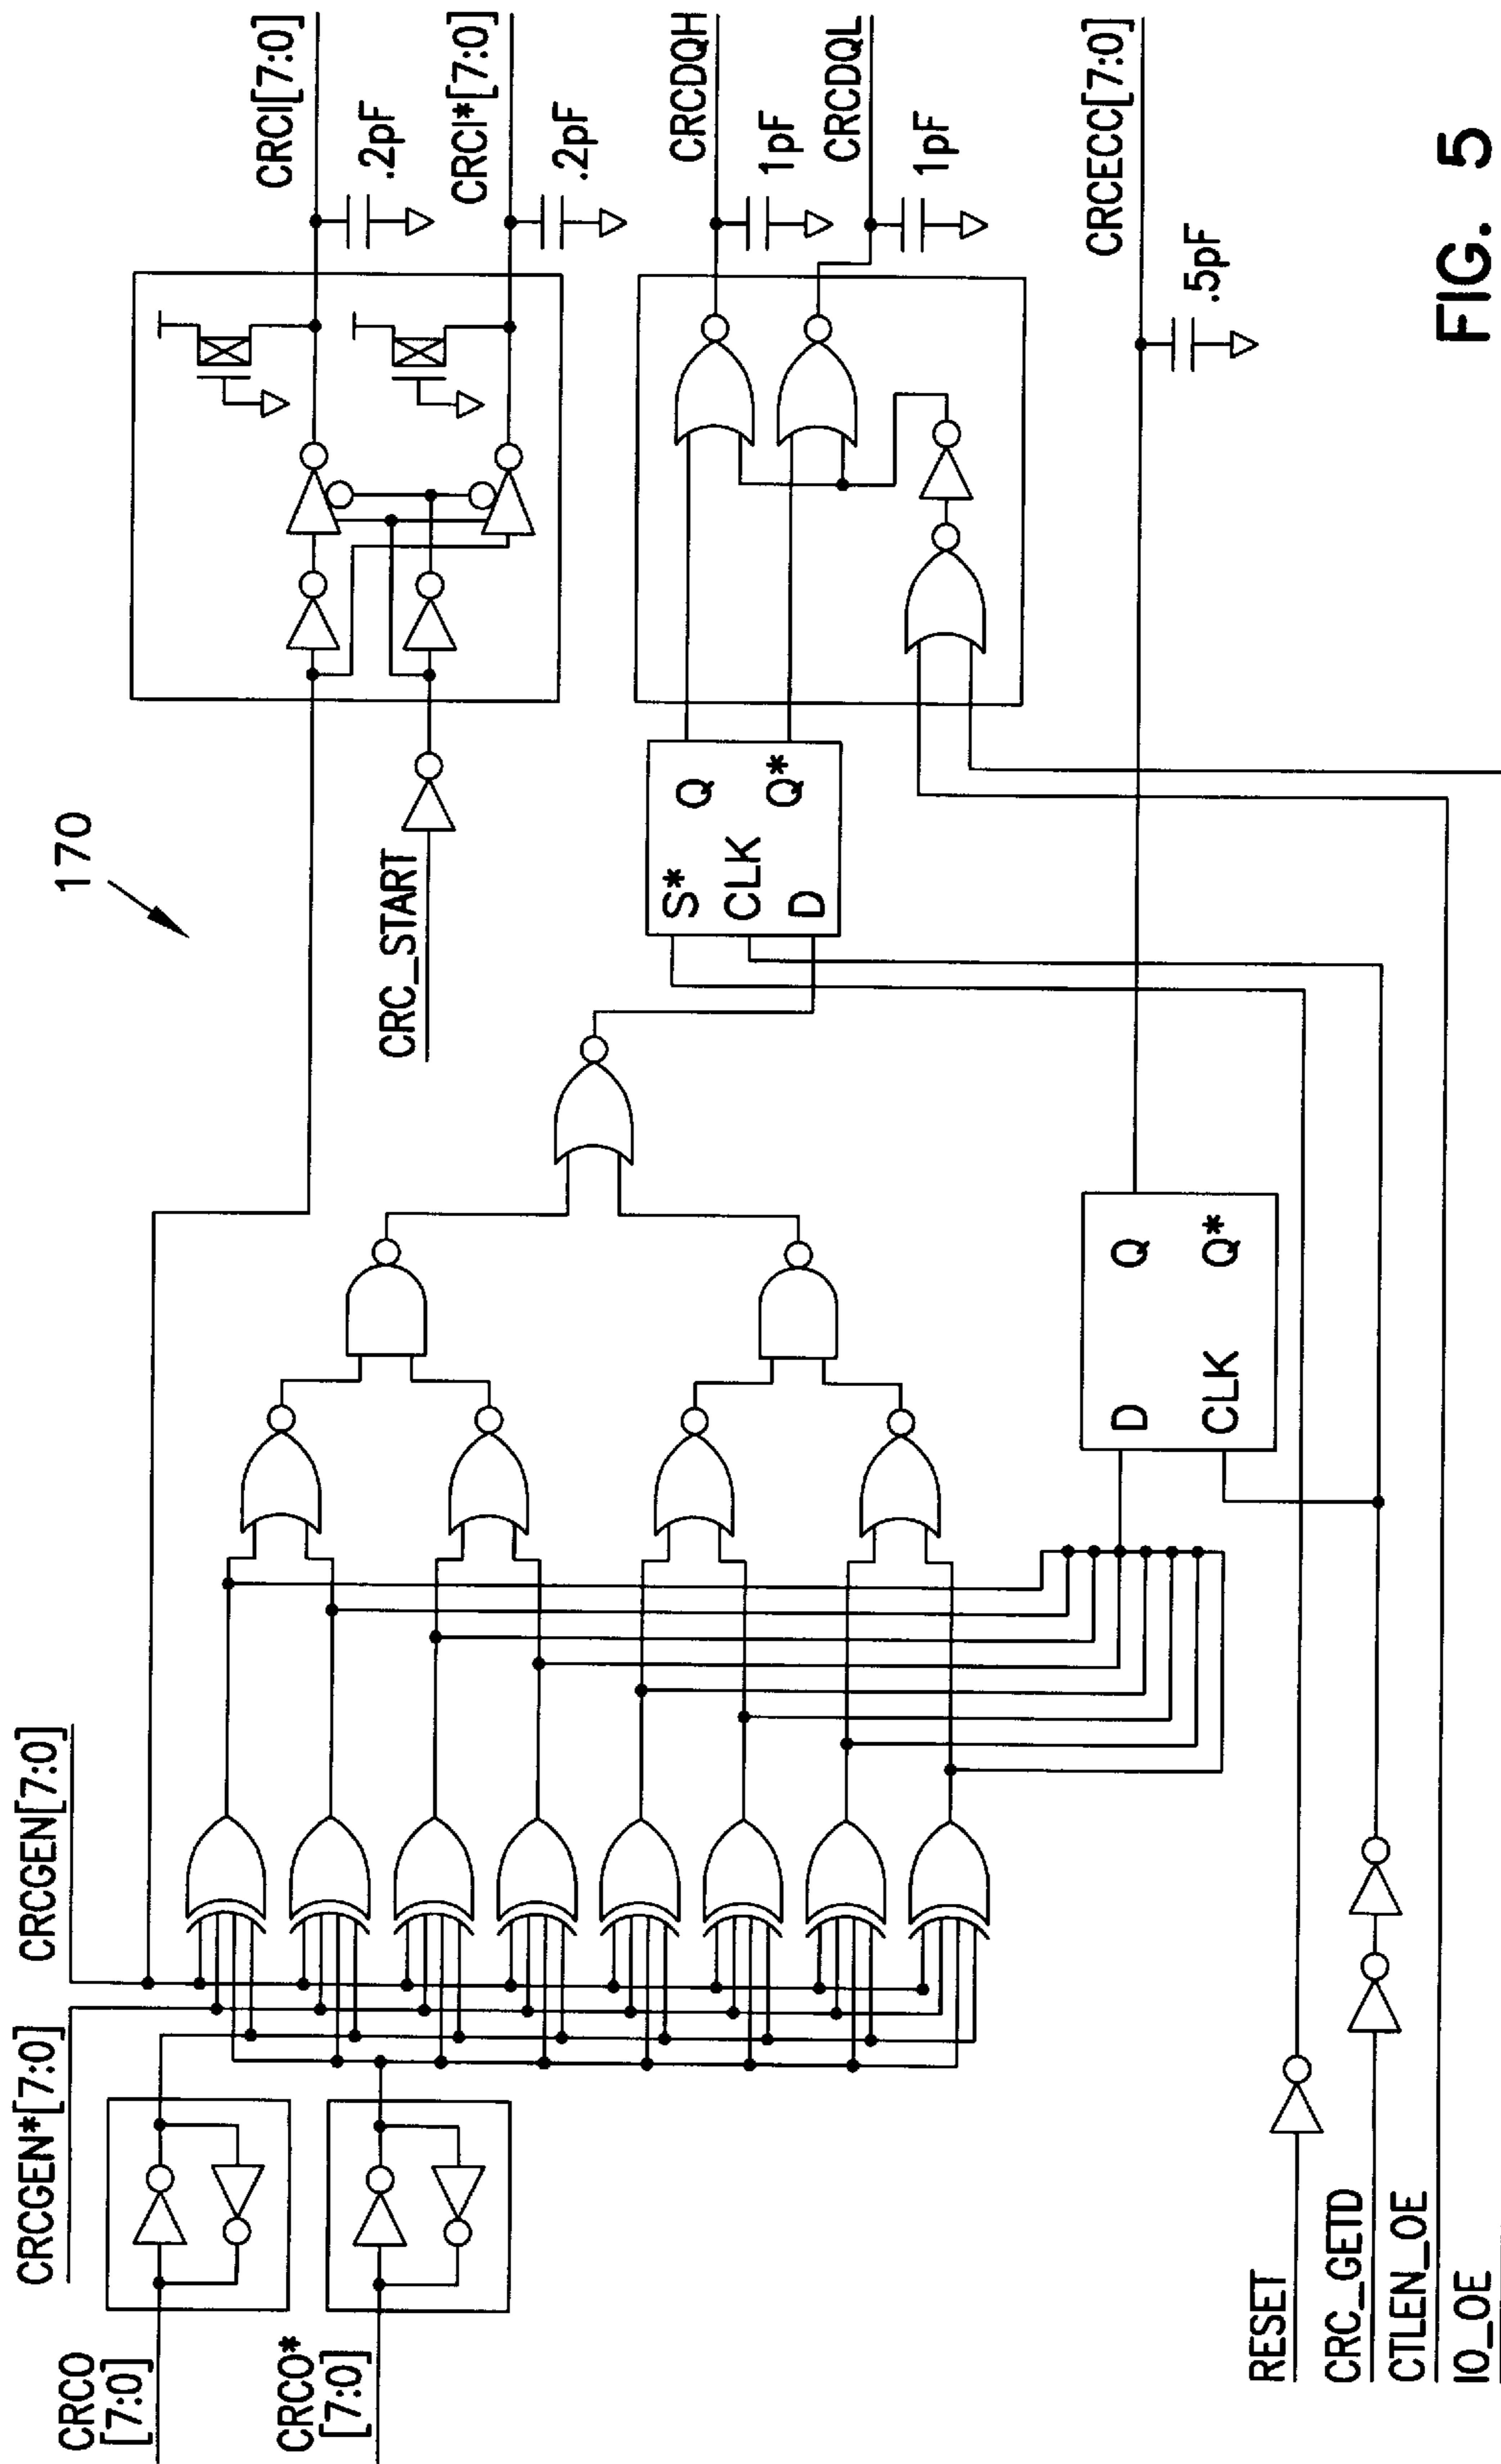 170
CRCGEN*[7:0]
CRCGEN[7:0]
CRCO
[7:0]
CRCO*
[7:0]
CRC_START
CRCI[7:0]
.2pF
CRCI*[7:0]
.2pF
S*
CLK
D
Q
Q*
CRCDQH
1pF
CRCDQL
1pF
D
CLK
Q
Q*
CRCECC[7:0]
.5pF
RESET
CRC_GETD
CTLEN_OE
IO_OE
FIG. 5